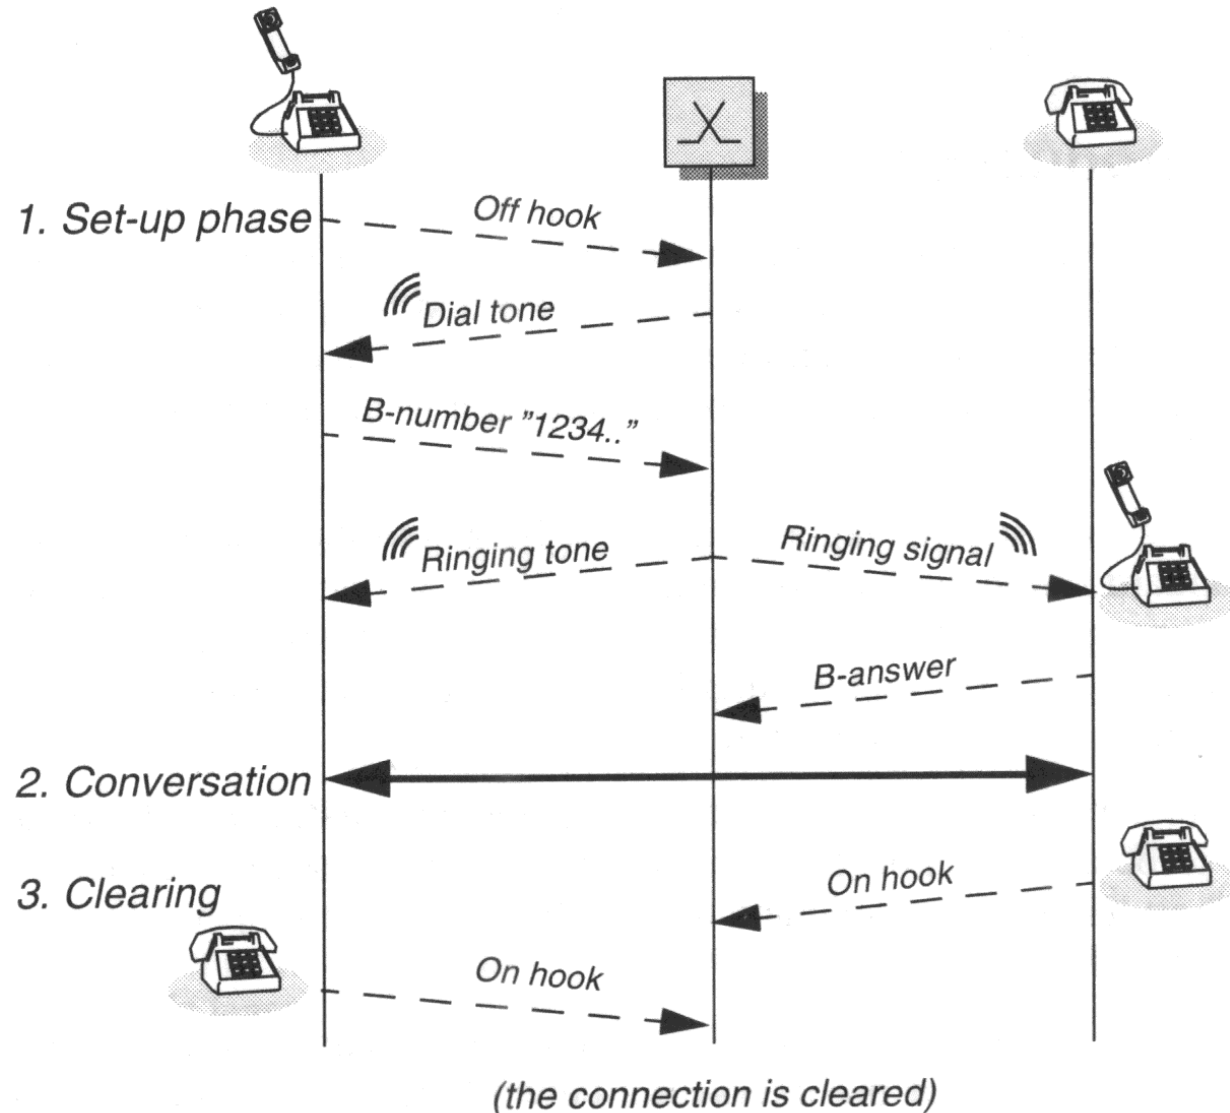 1. Set-up phase
Off hook
Dial tone
B-number ”1234..”
Ringing tone
Ringing signal
B-answer
2. Conversation
3. Clearing
On hook
On hook
(the connection is cleared)